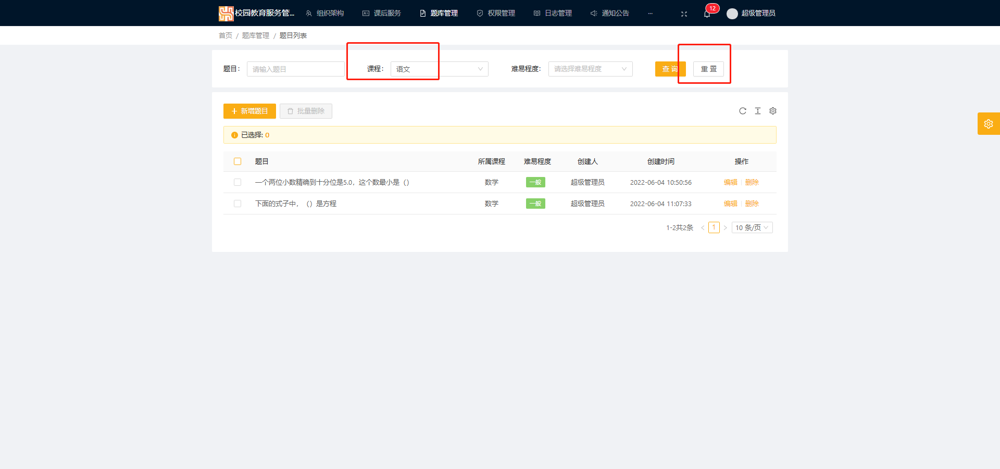 校园教育服务管... 组织架构 课后服务 题库管理 权限管理 日志管理 通知公告 ··· 12 超级管理员
首页 / 题库管理 / 题目列表
题目: 请输入题目 课程: 语文 难易程度: 请选择难易程度 查 询 重 置
新增题目 批量删除
已选择: 0
题目 所属课程 难易程度 创建人 创建时间 操作
一个两位小数精确到十分位是5.0，这个数最小是（） 数学 一般 超级管理员 2022-06-04 10:50:56 编辑 删除
下面的式子中，（）是方程 数学 一般 超级管理员 2022-06-04 11:07:33 编辑 删除
1-2共2条 < 1 > 10 条/页